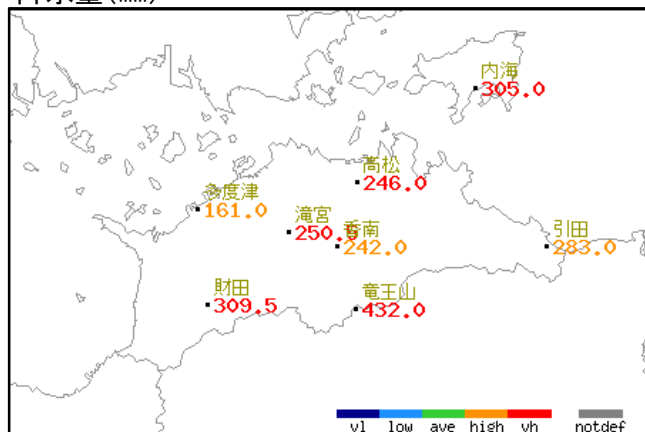 内海
305.0
高松
246.0
多度津
161.0
滝宮
250.5
香南
242.0
引田
283.0
財田
309.5
竜王山
432.0
vl low ave high vh notdef